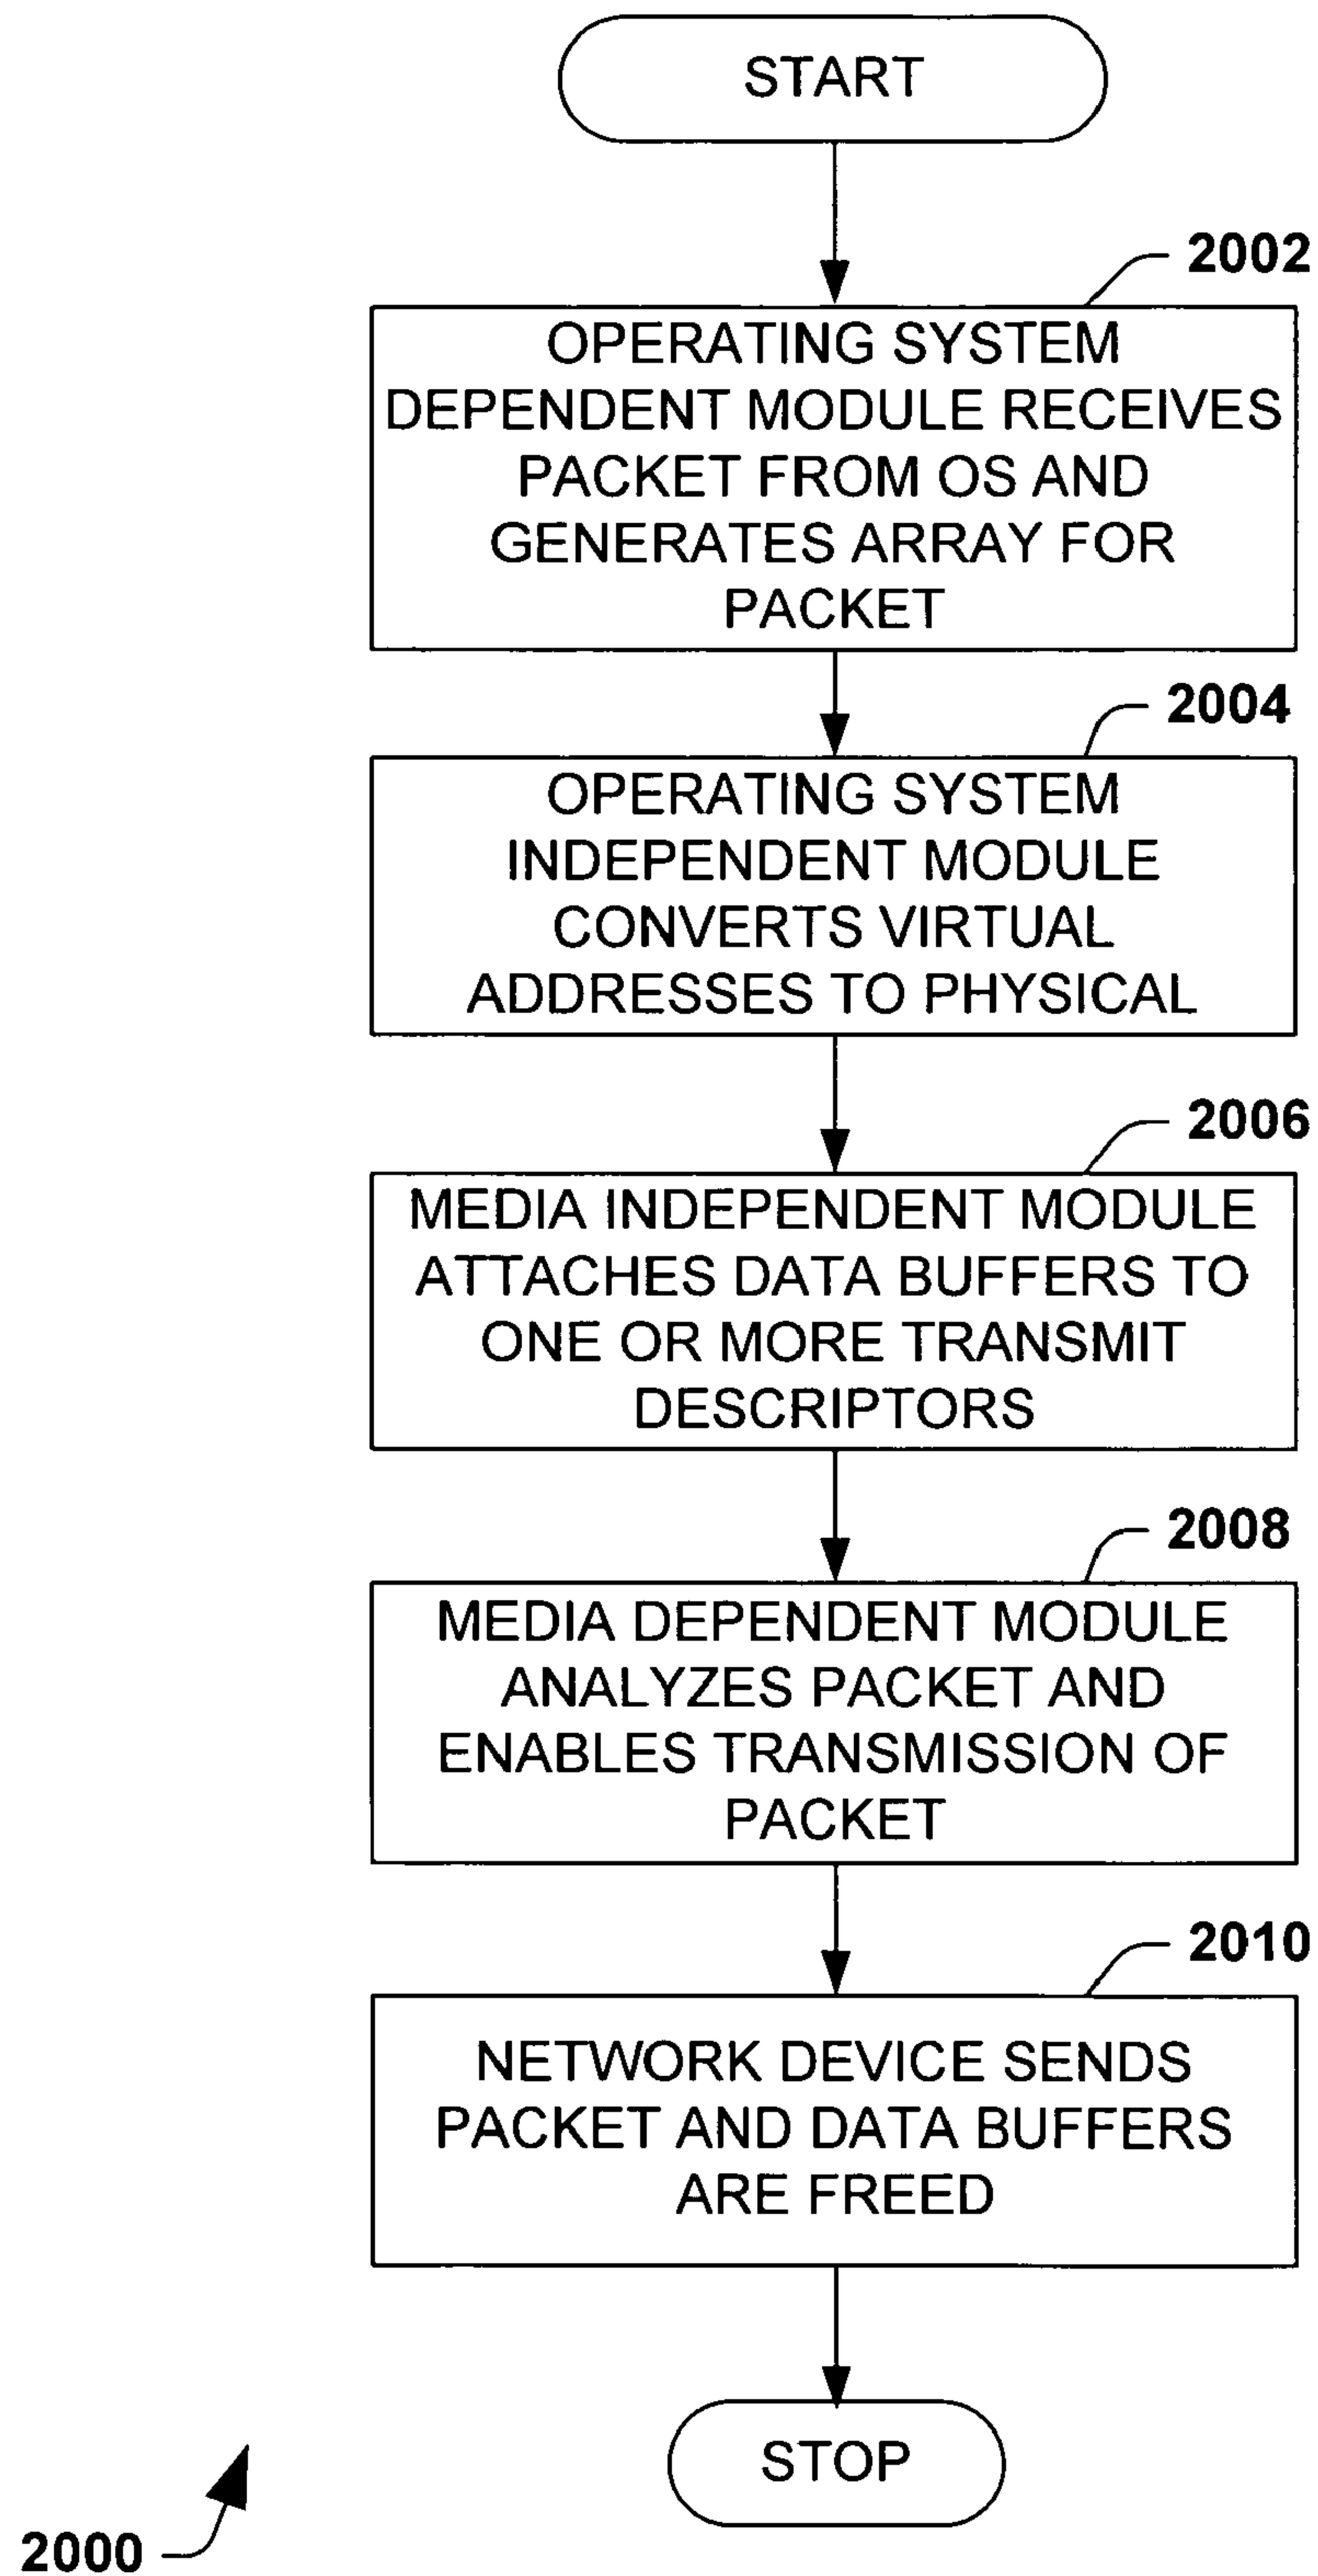 START
2002
OPERATING SYSTEM
DEPENDENT MODULE RECEIVES
PACKET FROM OS AND
GENERATES ARRAY FOR
PACKET
2004
OPERATING SYSTEM
INDEPENDENT MODULE
CONVERTS VIRTUAL
ADDRESSES TO PHYSICAL
2006
MEDIA INDEPENDENT MODULE
ATTACHES DATA BUFFERS TO
ONE OR MORE TRANSMIT
DESCRIPTORS
2008
MEDIA DEPENDENT MODULE
ANALYZES PACKET AND
ENABLES TRANSMISSION OF
PACKET
2010
NETWORK DEVICE SENDS
PACKET AND DATA BUFFERS
ARE FREED
STOP
2000